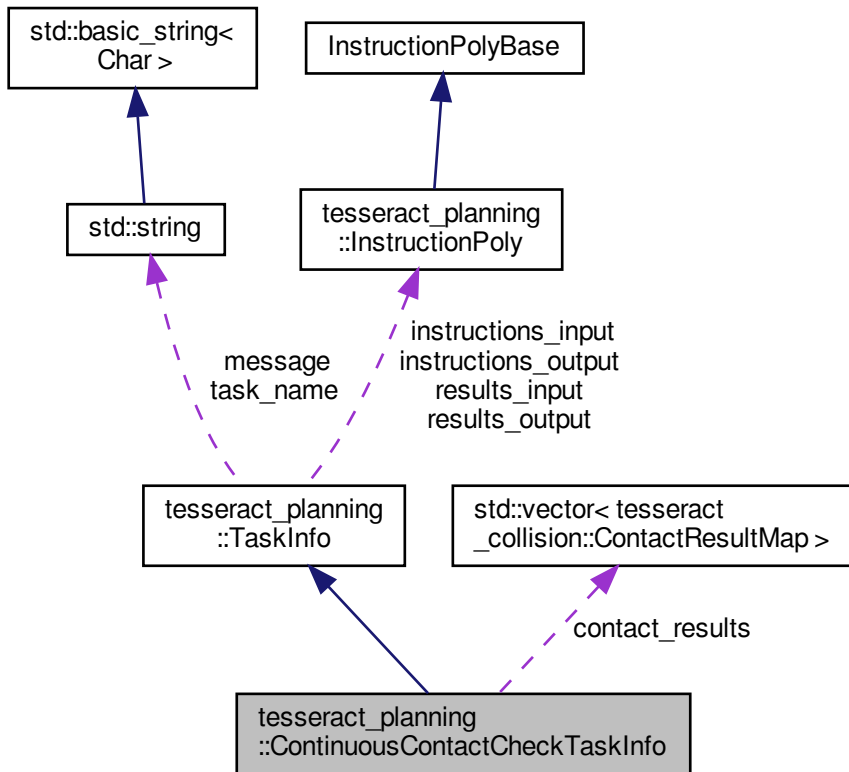 std::basic_string<
Char >
InstructionPolyBase
std::string
tesseract_planning
::InstructionPoly
message
task_name
instructions_input
instructions_output
results_input
results_output
tesseract_planning
::TaskInfo
std::vector< tesseract
_collision::ContactResultMap >
contact_results
tesseract_planning
::ContinuousContactCheckTaskInfo